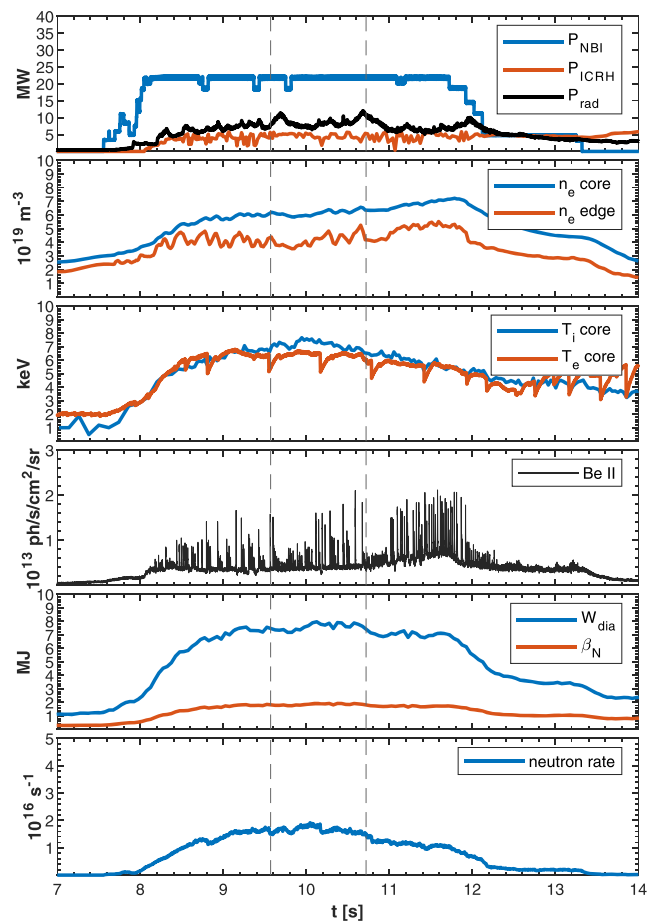 40
35
30
25
20
15
10
5
MW
P_NBI
P_ICRH
P_rad
10
9
8
7
6
5
4
3
2
1
10^19 m^-3
n_e core
n_e edge
10
9
8
7
6
5
4
3
2
1
keV
T_i core
T_e core
3
2
1
10^13 ph/s/cm^2/sr
Be II
10
9
8
7
6
5
4
3
2
1
MJ
W_dia
β_N
5
4
3
2
1
10^16 s^-1
neutron rate
7 8 9 10 11 12 13 14
t [s]